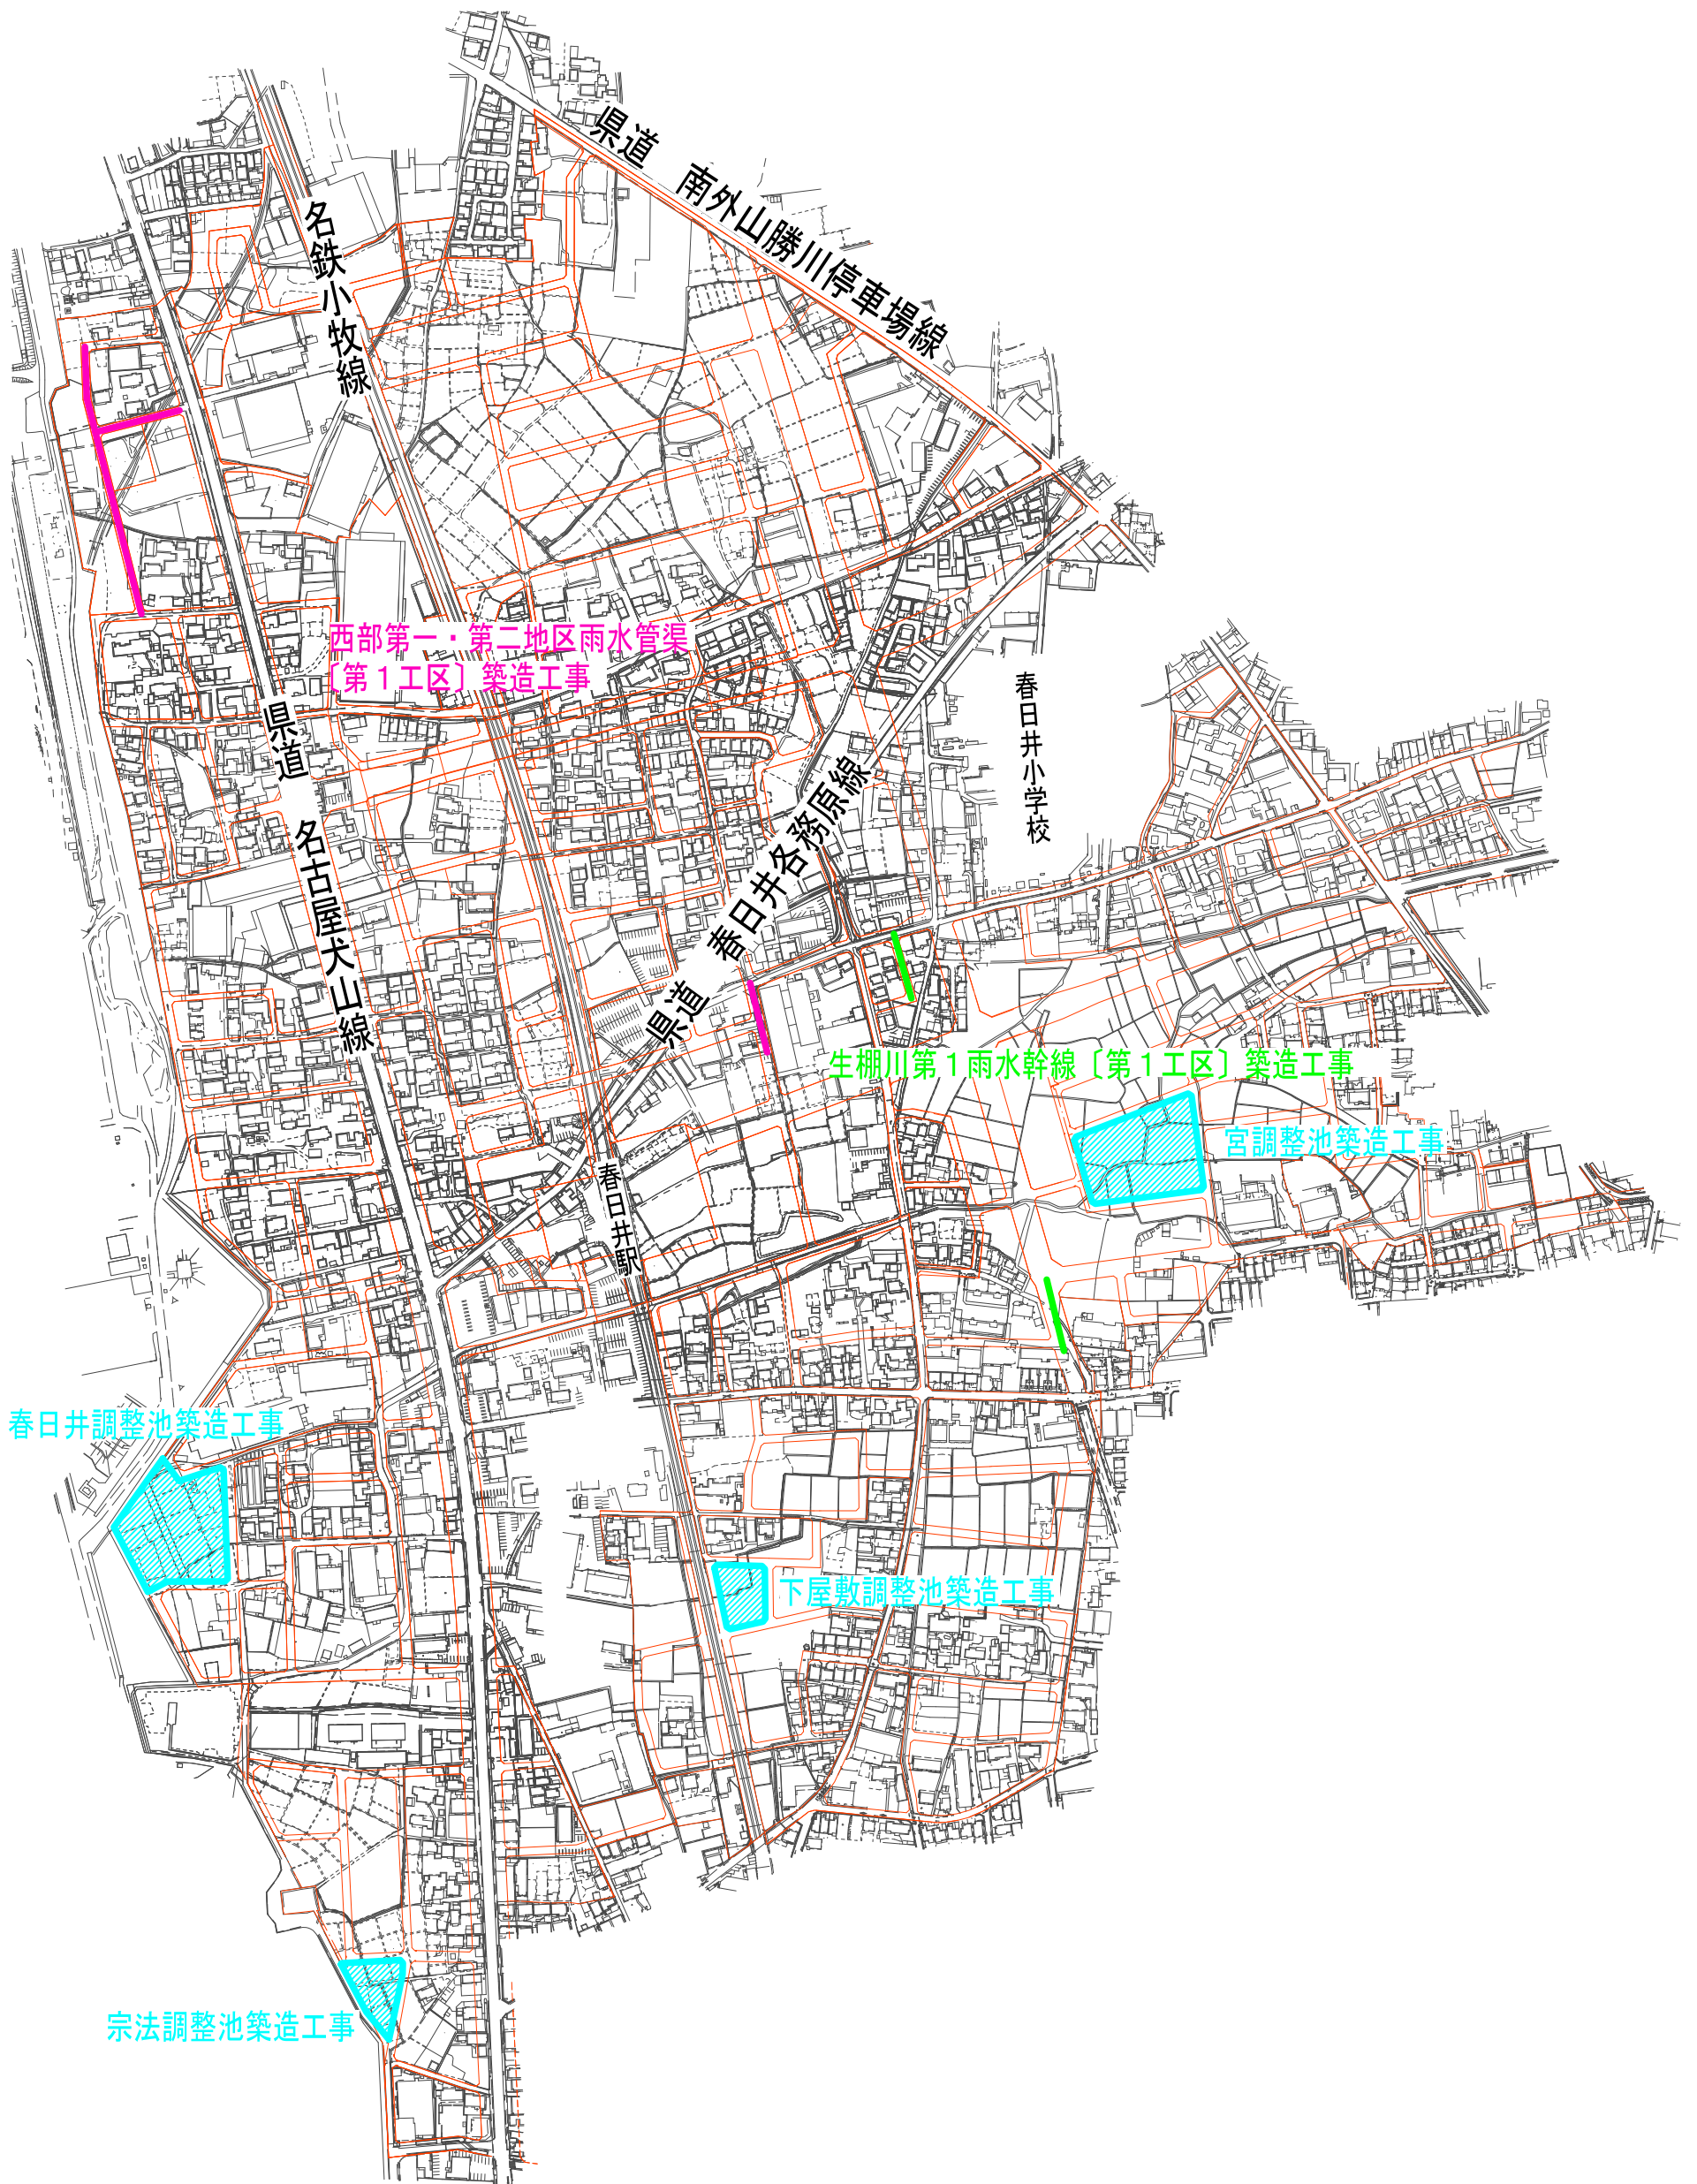 県道　南外山勝川停車場線
名鉄小牧線
西部第一・第二地区雨水管渠
〔第１工区〕築造工事
春日井小学校
県道　名古屋犬山線
県道　春日井各務原線
生棚川第１雨水幹線〔第１工区〕築造工事
宮調整池築造工事
春日井駅
春日井調整池築造工事
下屋敷調整池築造工事
宗法調整池築造工事